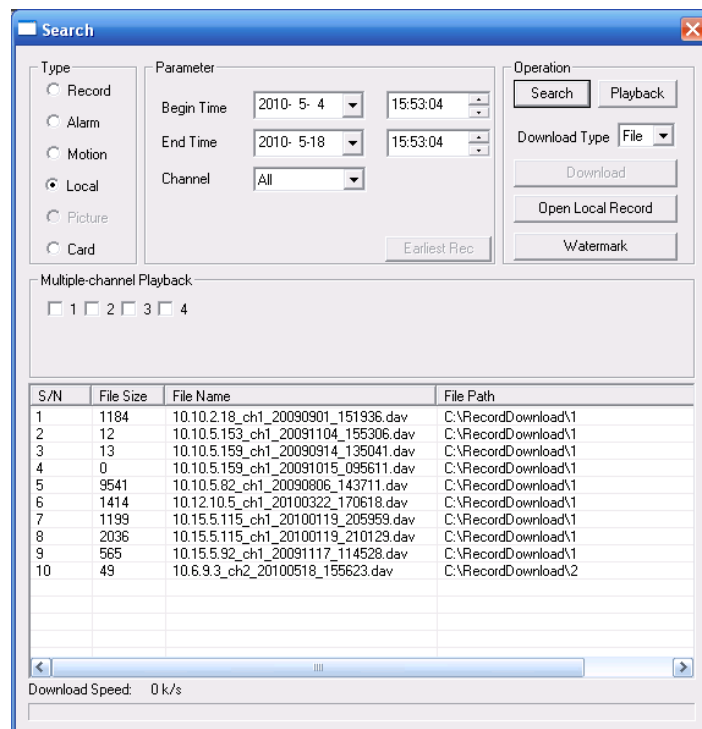 Search
Type
Record
Alarm
Motion
Local
Picture
Card
Parameter
Begin Time 2010- 5- 4 15:53:04
End Time 2010- 5-18 15:53:04
Channel All
Earliest Rec
Operation
Search Playback
Download Type File
Download
Open Local Record
Watermark
Multiple-channel Playback
1 2 3 4
S/N File Size File Name File Path
1 1184 10.10.2.18_ch1_20090901_151936.dav C:\RecordDownload\1
2 12 10.10.5.153_ch1_20091104_155306.dav C:\RecordDownload\1
3 13 10.10.5.159_ch1_20090914_135041.dav C:\RecordDownload\1
4 0 10.10.5.159_ch1_20091015_095611.dav C:\RecordDownload\1
5 9541 10.10.5.82_ch1_20090806_143711.dav C:\RecordDownload\1
6 1414 10.12.10.5_ch1_20100322_170618.dav C:\RecordDownload\1
7 1199 10.15.5.115_ch1_20100119_205959.dav C:\RecordDownload\1
8 2036 10.15.5.115_ch1_20100119_210129.dav C:\RecordDownload\1
9 565 10.15.5.92_ch1_20091117_114528.dav C:\RecordDownload\1
10 49 10.6.9.3_ch2_20100518_155623.dav C:\RecordDownload\2
Download Speed: 0 k/s